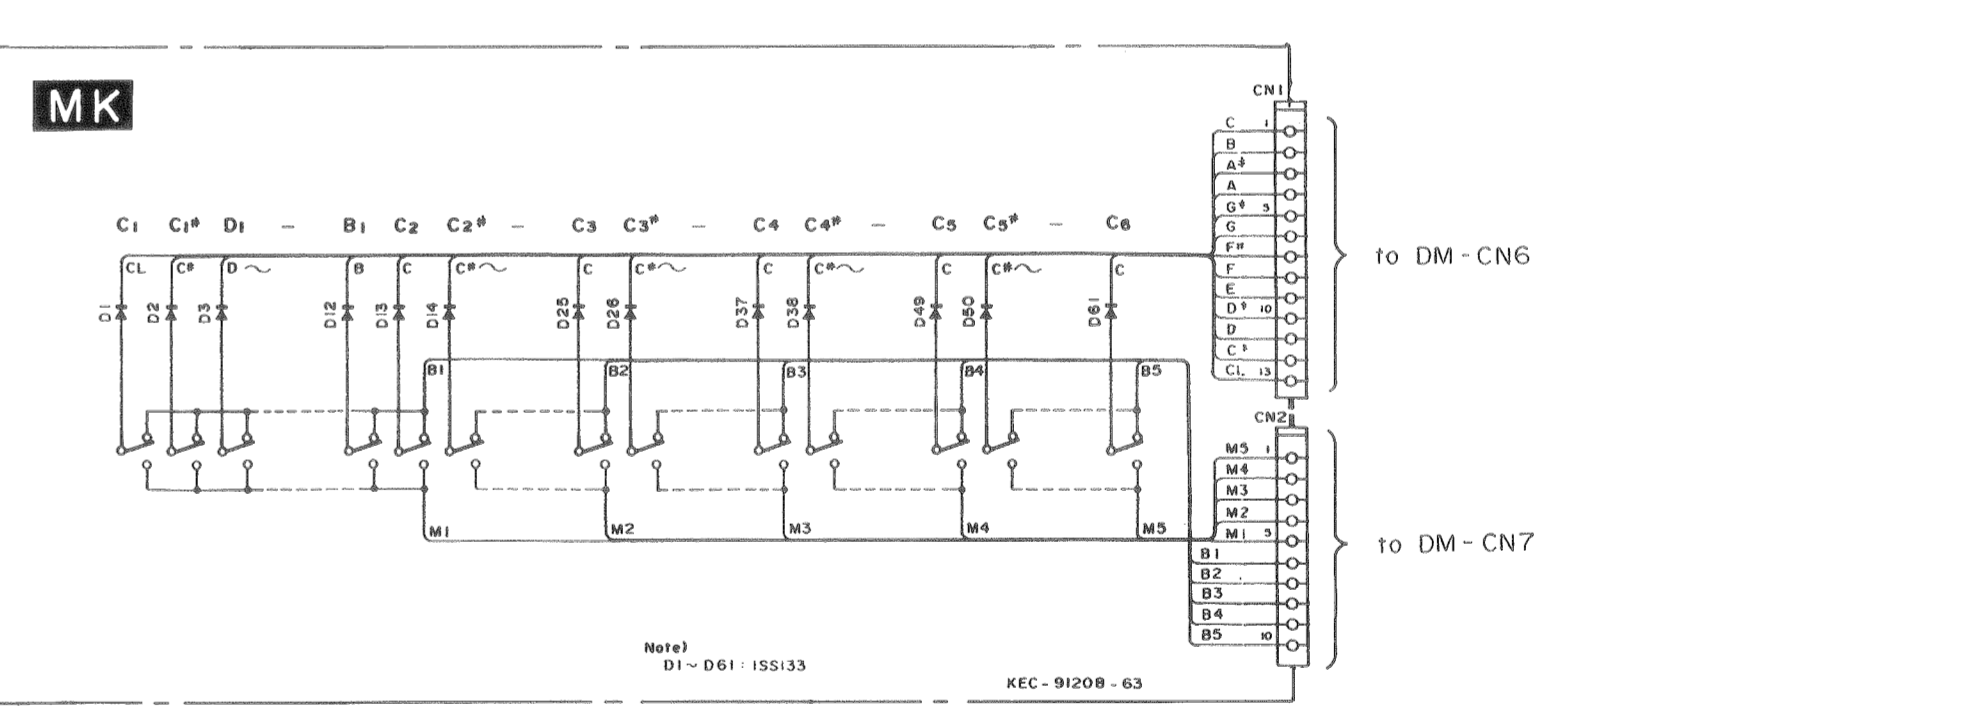 MK
CN1
C 1
B
A#
A
G# 5
G
F#
F
E
D# 10
D
C#
CL 13
to DM-CN6
C1 C1# D1 - B1 C2 C2# - C3 C3# - C4 C4# - C5 C5# - C6
CL C# D ~ B C C# ~ C C# ~ C C# ~ C C# ~ C
D1 D2 D3 D12 D13 D14 D25 D26 D37 D38 D49 D50 D61
B1 B2 B3 B4 B5
CN2
M5 1
M4
M3
M2
M1 5
B1
B2
B3
B4
B5 10
to DM-CN7
M1 M2 M3 M4 M5
Note)
D1~D61: 1SS133
KEC-91208-63